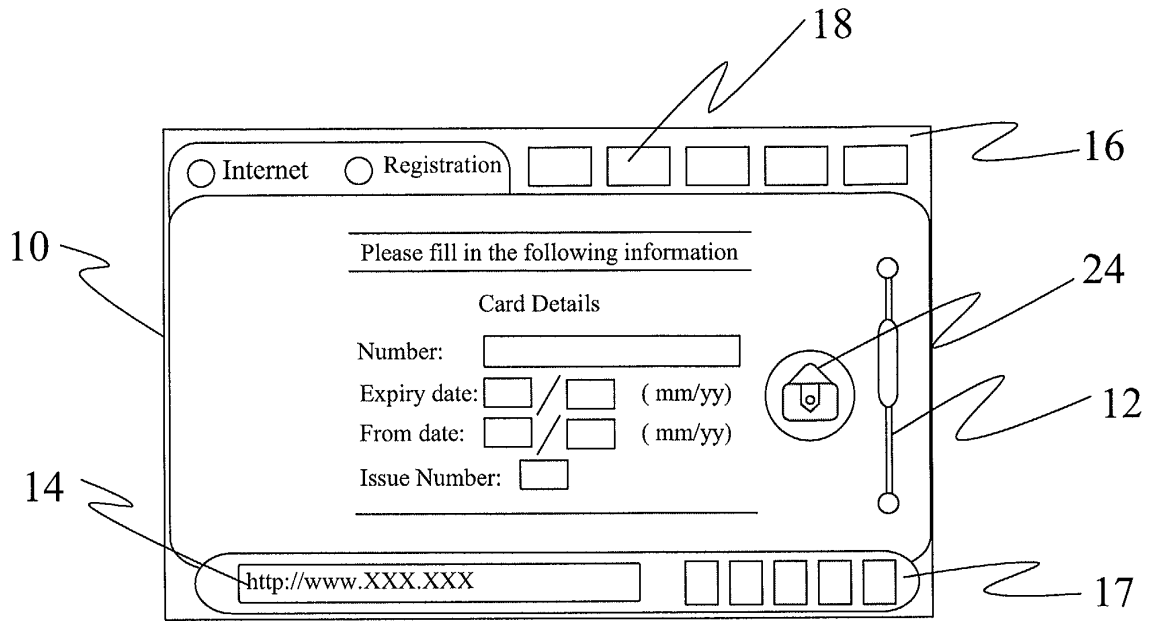 18
Internet Registration
16
10
Please fill in the following information
24
Card Details
Number:
Expiry date: / ( mm/yy)
12
From date: / ( mm/yy)
Issue Number:
14
http://www.XXX.XXX
17